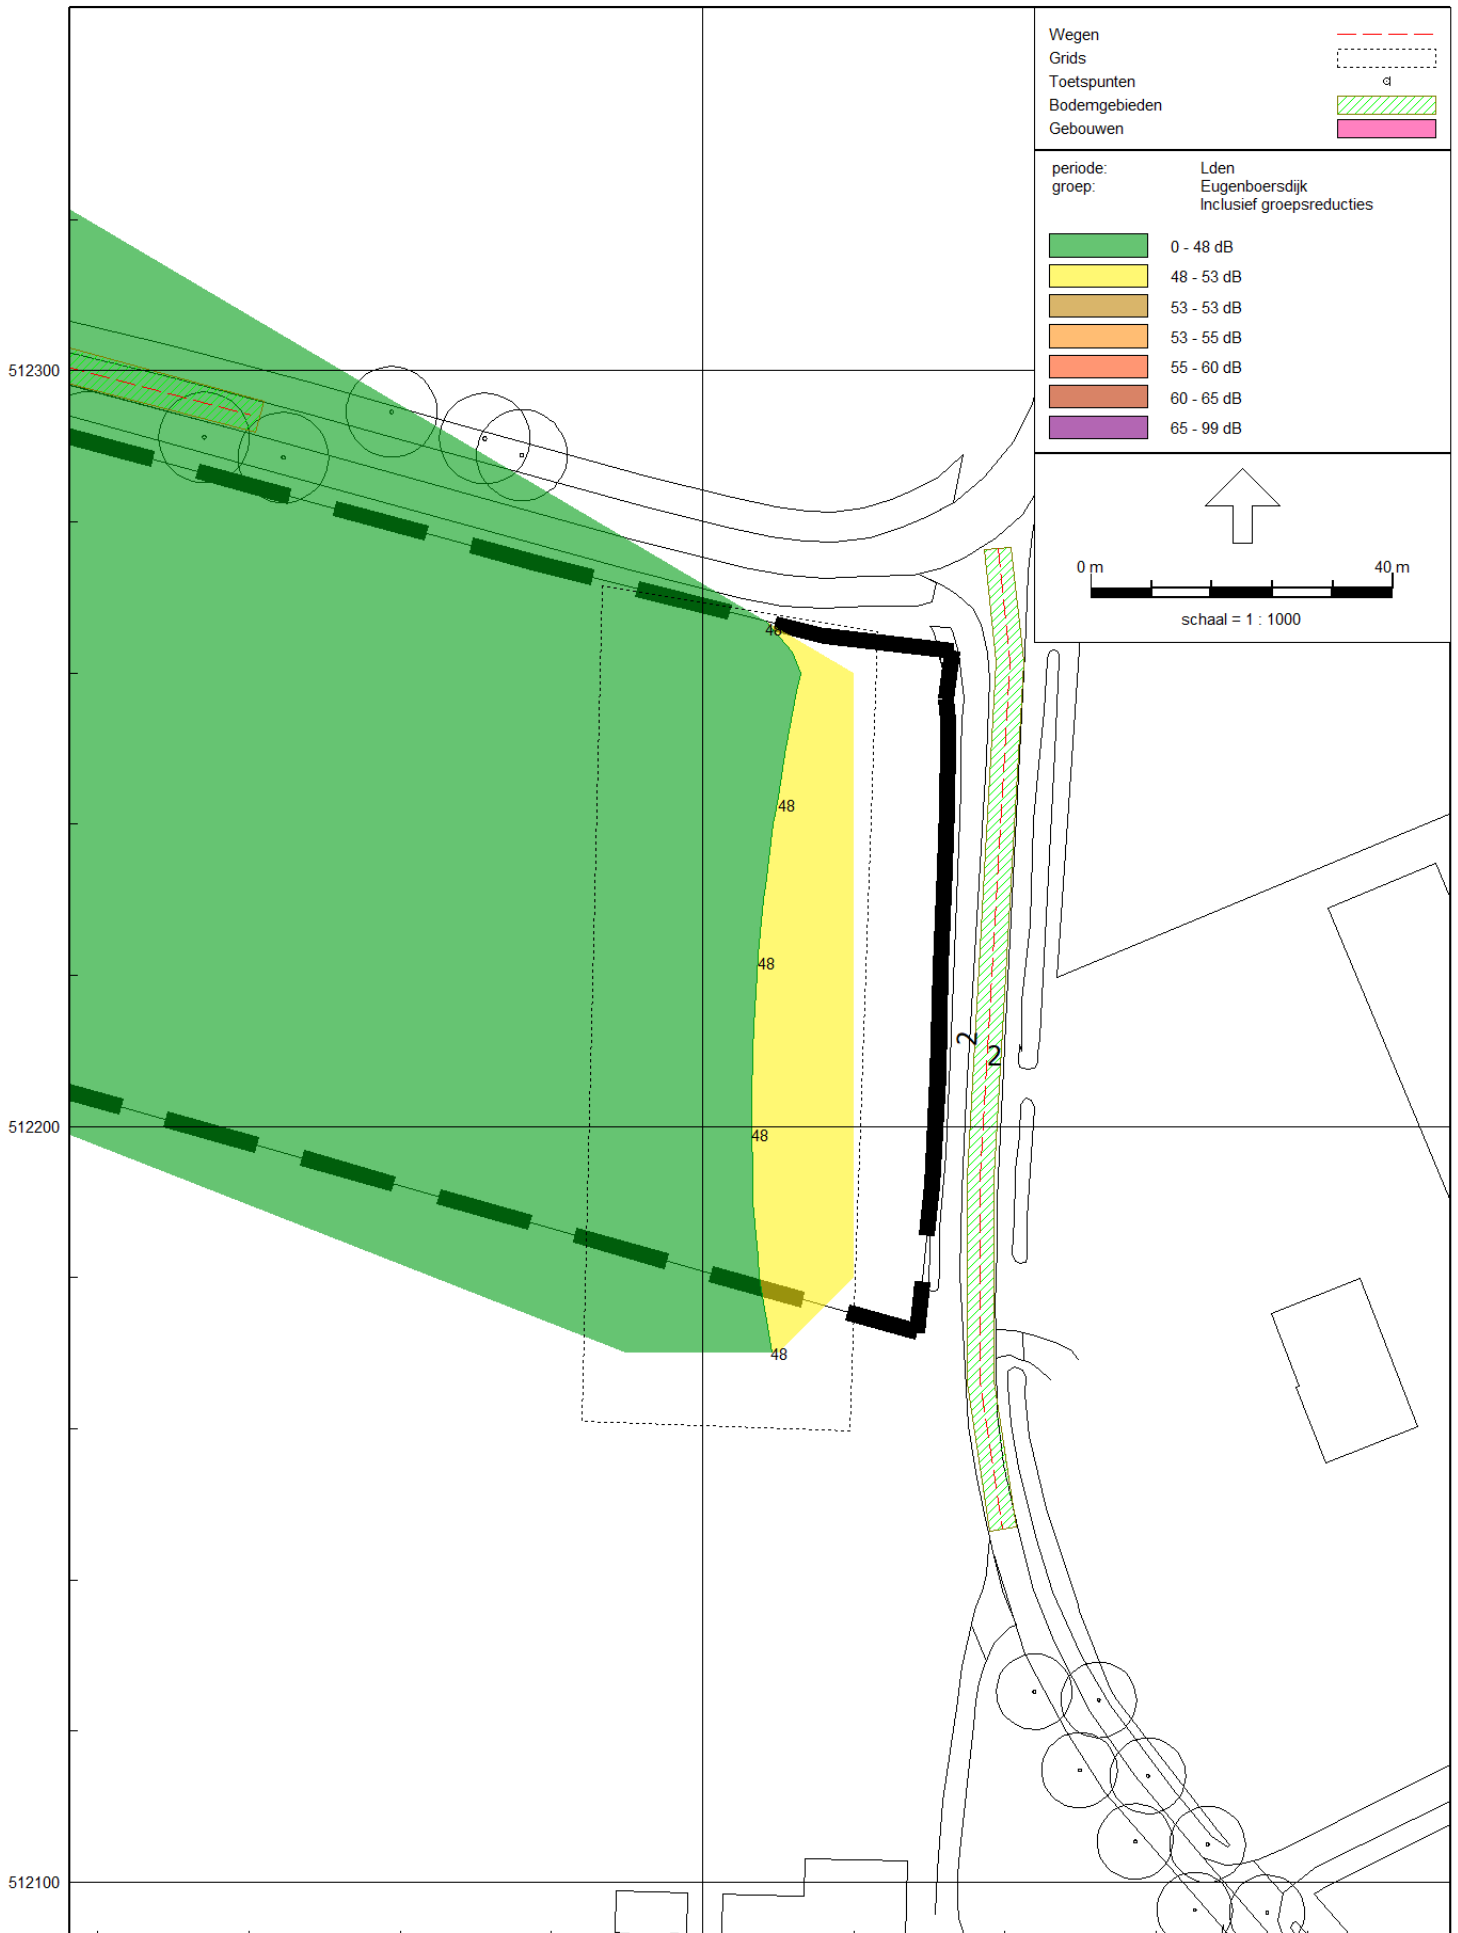 Wegen
Grids
Toetspunten
Bodemgebieden
Gebouwen
periode: Lden
groep: Eugenboersdijk
Inclusief groepsreducties
0 - 48 dB
48 - 53 dB
53 - 53 dB
53 - 55 dB
55 - 60 dB
60 - 65 dB
65 - 99 dB
0 m 40 m
schaal = 1 : 1000
512300
48
48
48
2
2
512200
48
48
512100